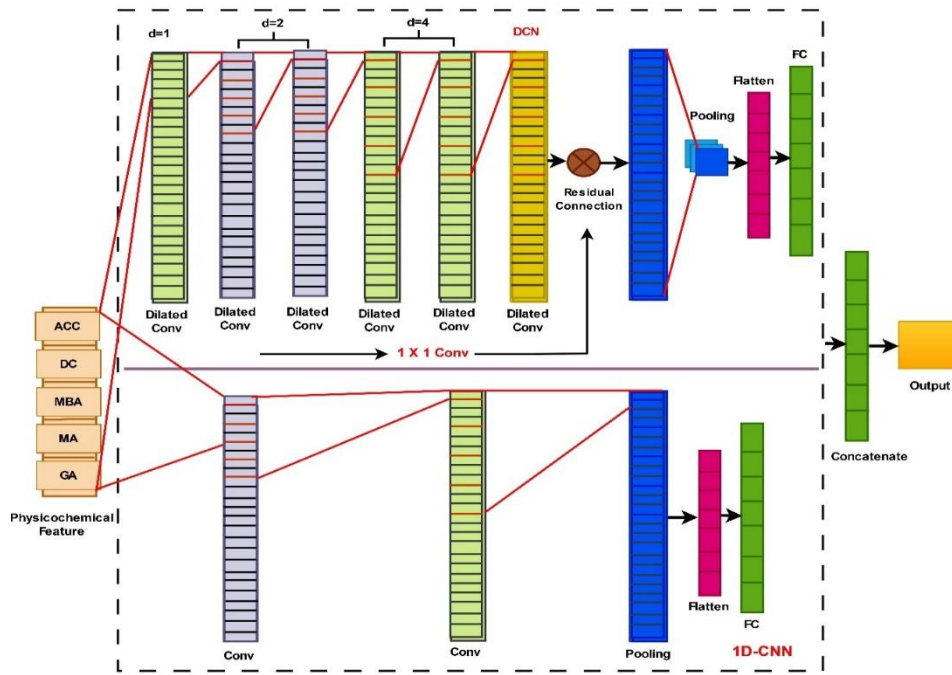 d=1
d=2
d=4
DCN
Dilated
Conv
Dilated
Conv
Dilated
Conv
Dilated
Conv
Dilated
Conv
Dilated
Conv
Residual
Connection
Pooling
Flatten
FC
1 X 1 Conv
ACC
DC
MBA
MA
GA
Physicochemical
Feature
Conv
Conv
Pooling
Flatten
FC
1D-CNN
Concatenate
Output